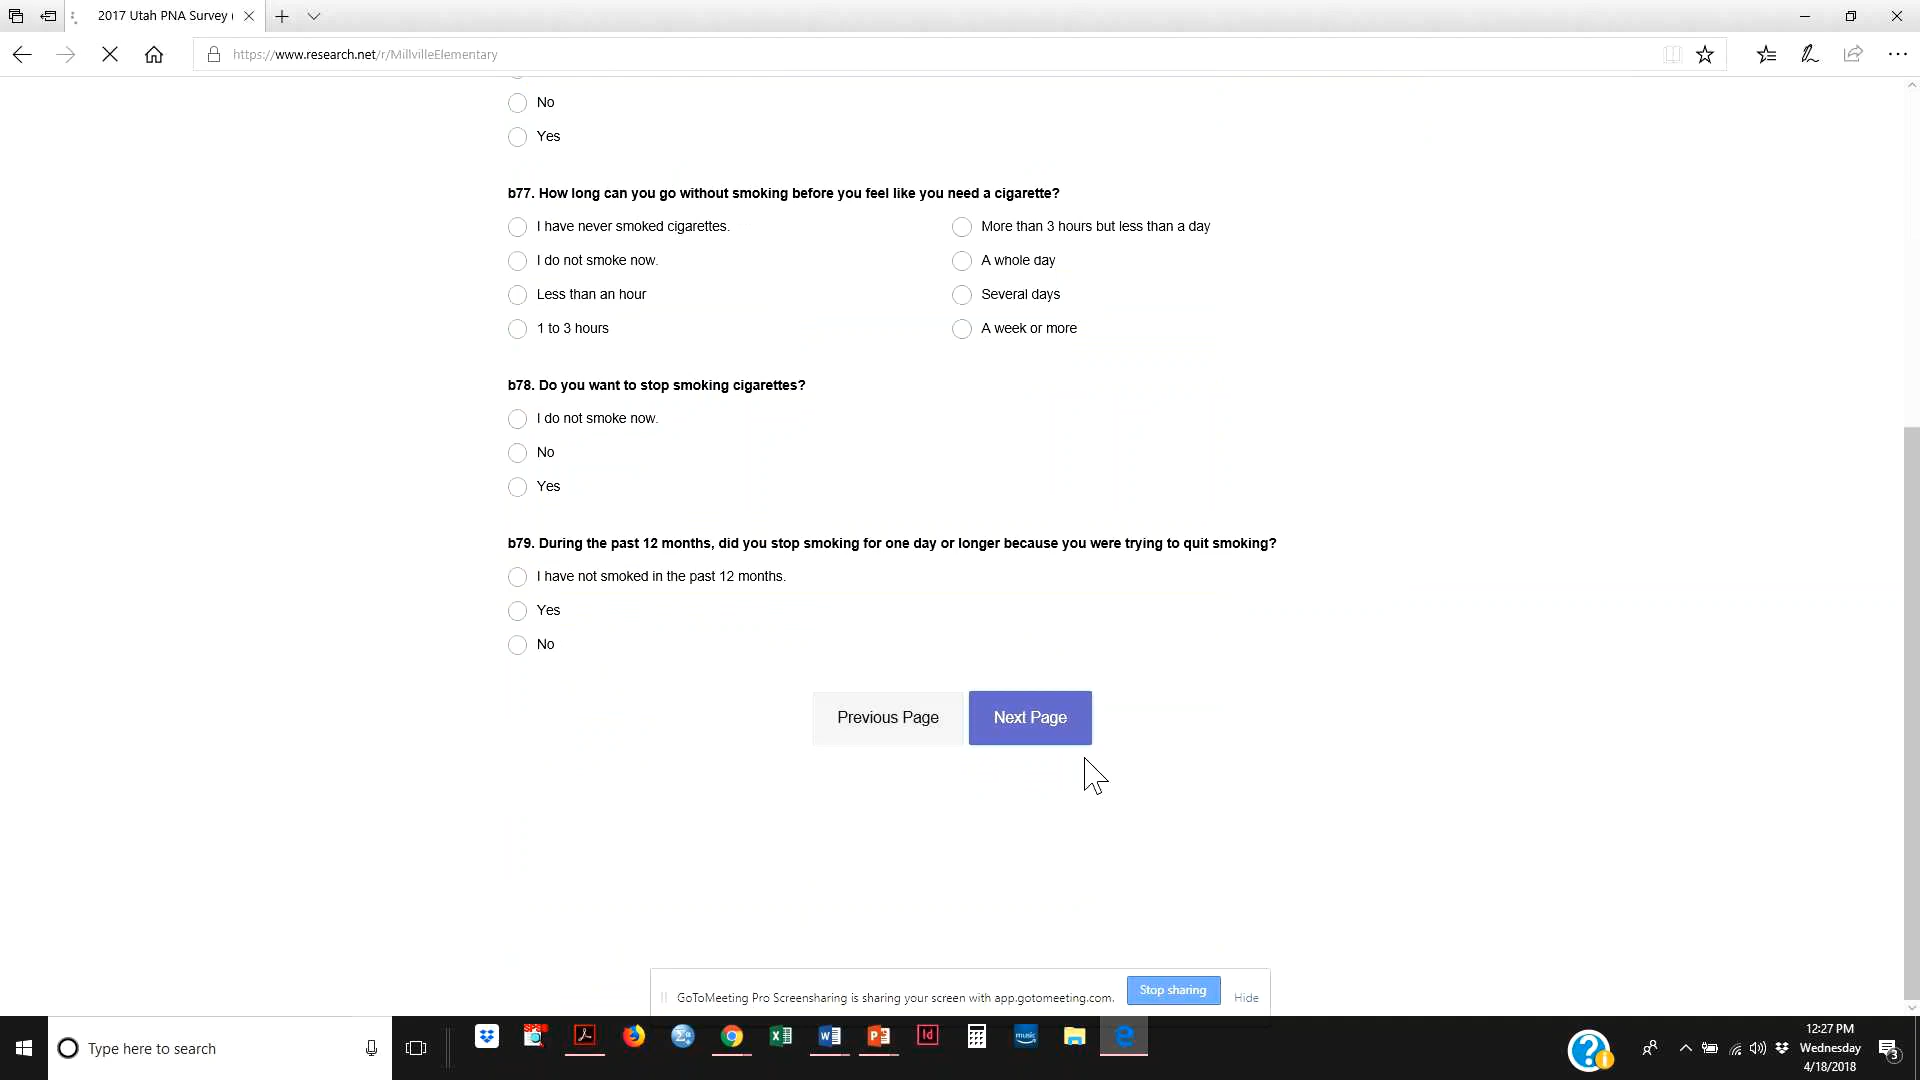 2017 Utah PNA Survey (
https://www.research.net/r/MillvilleElementary
No
Yes
b77. How long can you go without smoking before you feel like you need a cigarette?
I have never smoked cigarettes.
More than 3 hours but less than a day
I do not smoke now.
A whole day
Less than an hour
Several days
1 to 3 hours
A week or more
b78. Do you want to stop smoking cigarettes?
I do not smoke now.
No
Yes
b79. During the past 12 months, did you stop smoking for one day or longer because you were trying to quit smoking?
I have not smoked in the past 12 months.
Yes
No
Previous Page
Next Page
GoToMeeting Pro Screensharing is sharing your screen with app.gotomeeting.com.
Stop sharing
Hide
Type here to search
Id
music
12:27 PM
Wednesday
4/18/2018
3